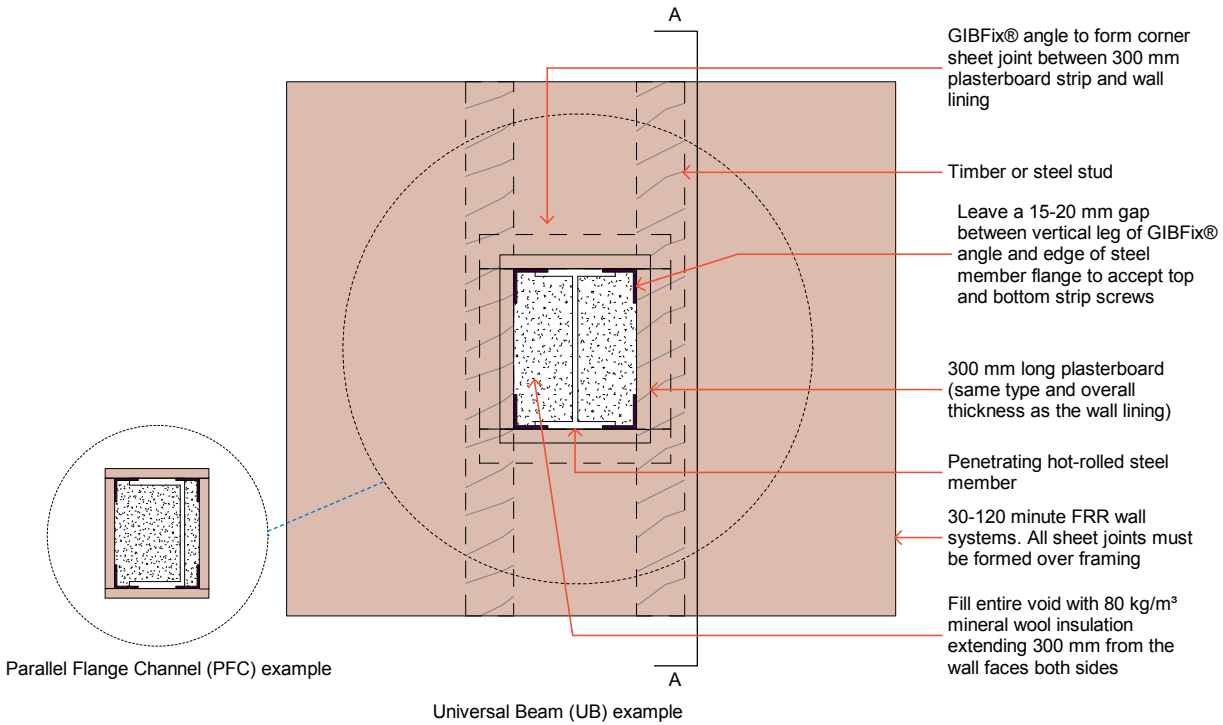 A
GIBFix® angle to form corner
sheet joint between 300 mm
plasterboard strip and wall
lining
Timber or steel stud
Leave a 15-20 mm gap
between vertical leg of GIBFix®
angle and edge of steel
member flange to accept top
and bottom strip screws
300 mm long plasterboard
(same type and overall
thickness as the wall lining)
Penetrating hot-rolled steel
member
30-120 minute FRR wall
systems. All sheet joints must
be formed over framing
Fill entire void with 80 kg/m³
mineral wool insulation
extending 300 mm from the
wall faces both sides
Parallel Flange Channel (PFC) example
A
Universal Beam (UB) example